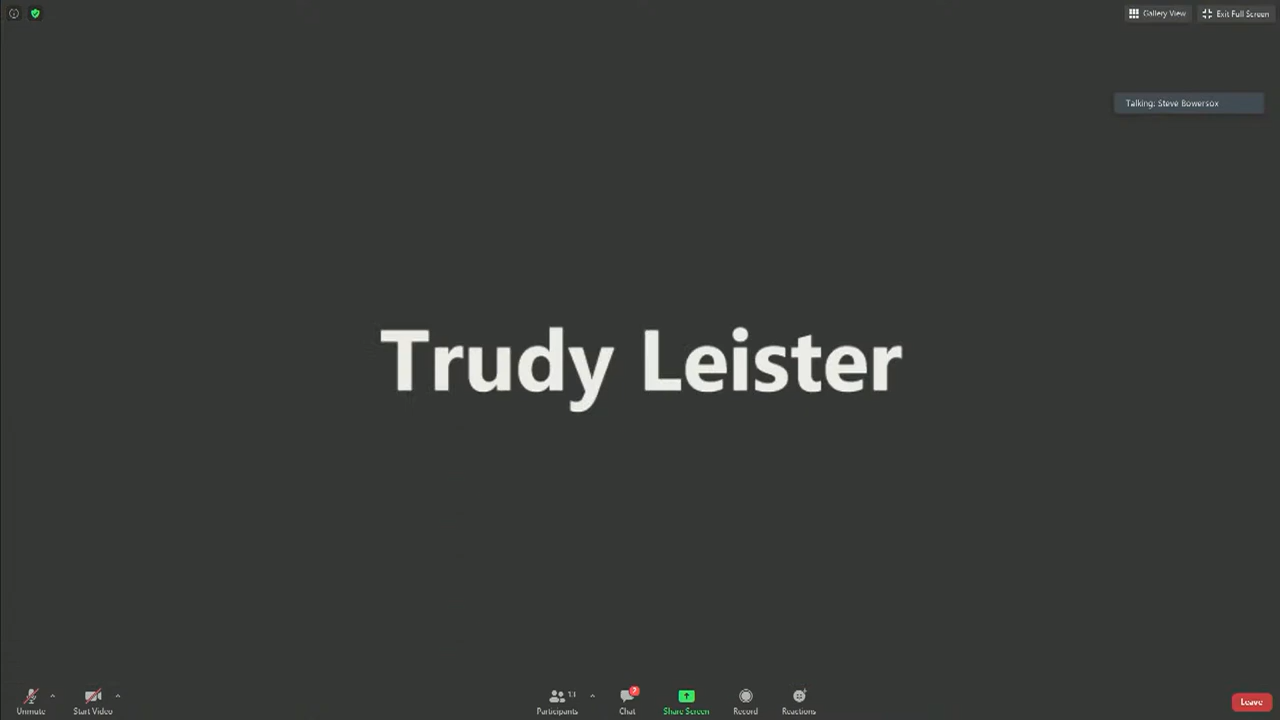 Gallery View
Exit Full Screen
Talking: Steve Bowersox
Trudy Leister
Unmute
Start Video
Participants
Chat
Share Screen
Record
Reactions
Leave